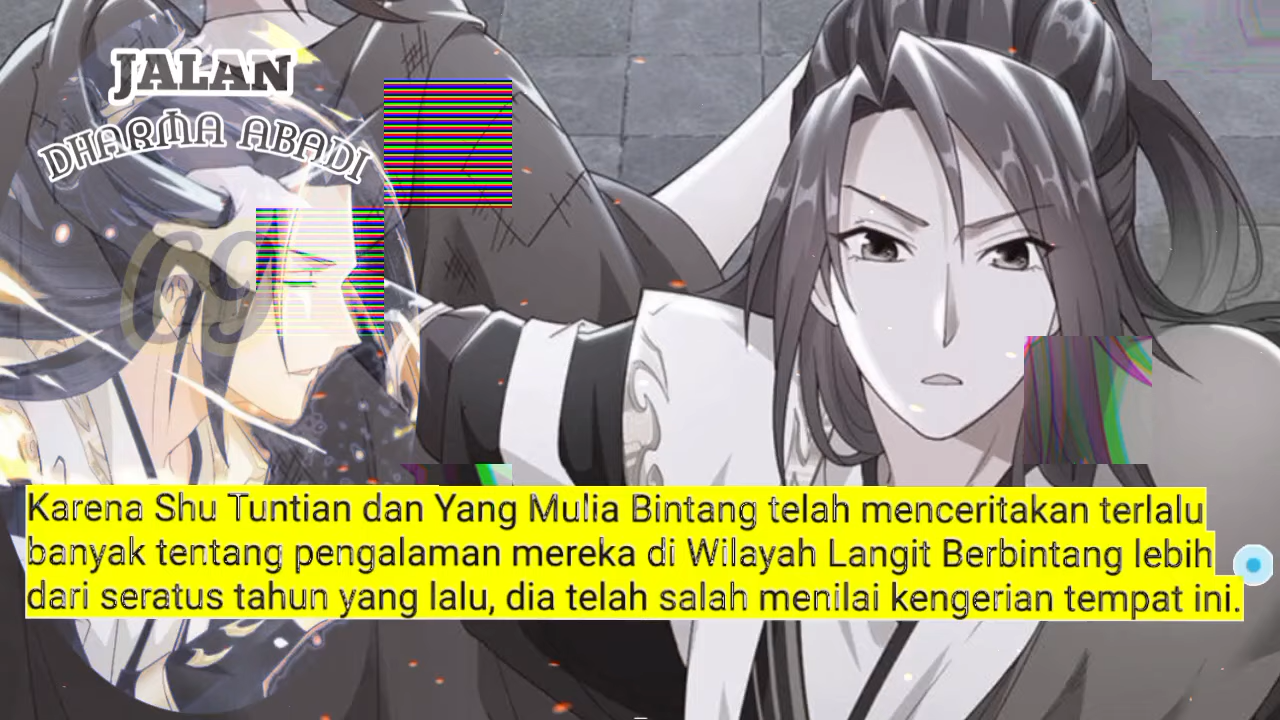 JALAN
DHARMA ABADI
69
Karena Shu Tuntian dan Yang Mulia Bintang telah menceritakan terlalu
banyak tentang pengalaman mereka di Wilayah Langit Berbintang lebih
dari seratus tahun yang lalu, dia telah salah menilai kengerian tempat ini.